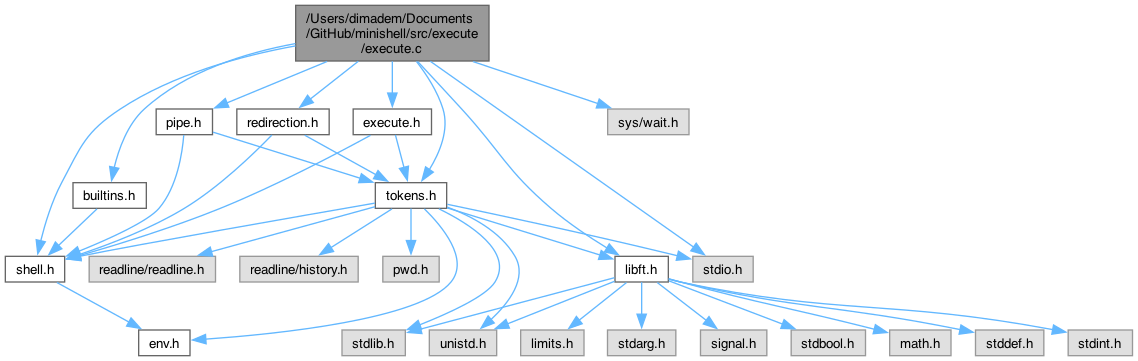 /Users/dimadem/Documents
/GitHub/minishell/src/execute
/execute.c
pipe.h
redirection.h
execute.h
sys/wait.h
builtins.h
tokens.h
shell.h
readline/readline.h
readline/history.h
pwd.h
libft.h
stdio.h
env.h
stdlib.h
unistd.h
limits.h
stdarg.h
signal.h
stdbool.h
math.h
stddef.h
stdint.h